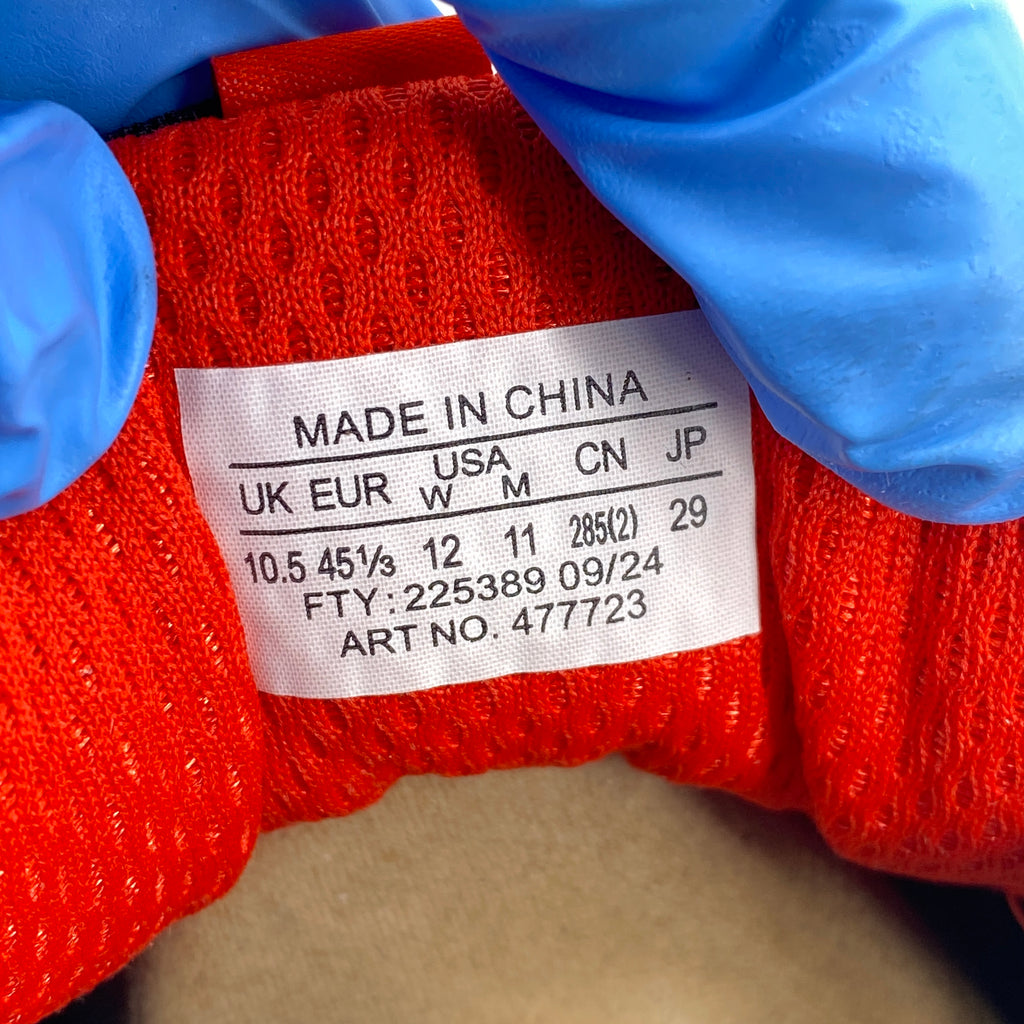 MADE IN CHINA
UK EUR USA W M CN JP
10.5 45⅓ 12 11 285(2) 29
FTY: 225389 09/24
ART NO. 477723